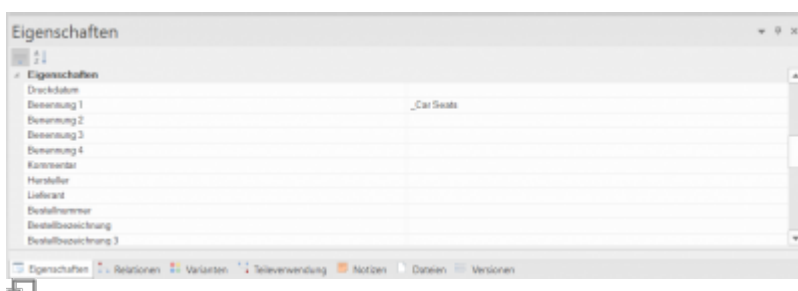 Eigenschaften
Eigenschaften
Druckdatum
Benennung 1 _Car Seats
Benennung 2
Benennung 3
Benennung 4
Kommentar
Hersteller
Lieferant
Bestellnummer
Bestellbezeichnung
Bestellbezeichnung 3
Eigenschaften Relationen Varianten Teileverwendung Notizen Dateien Versionen